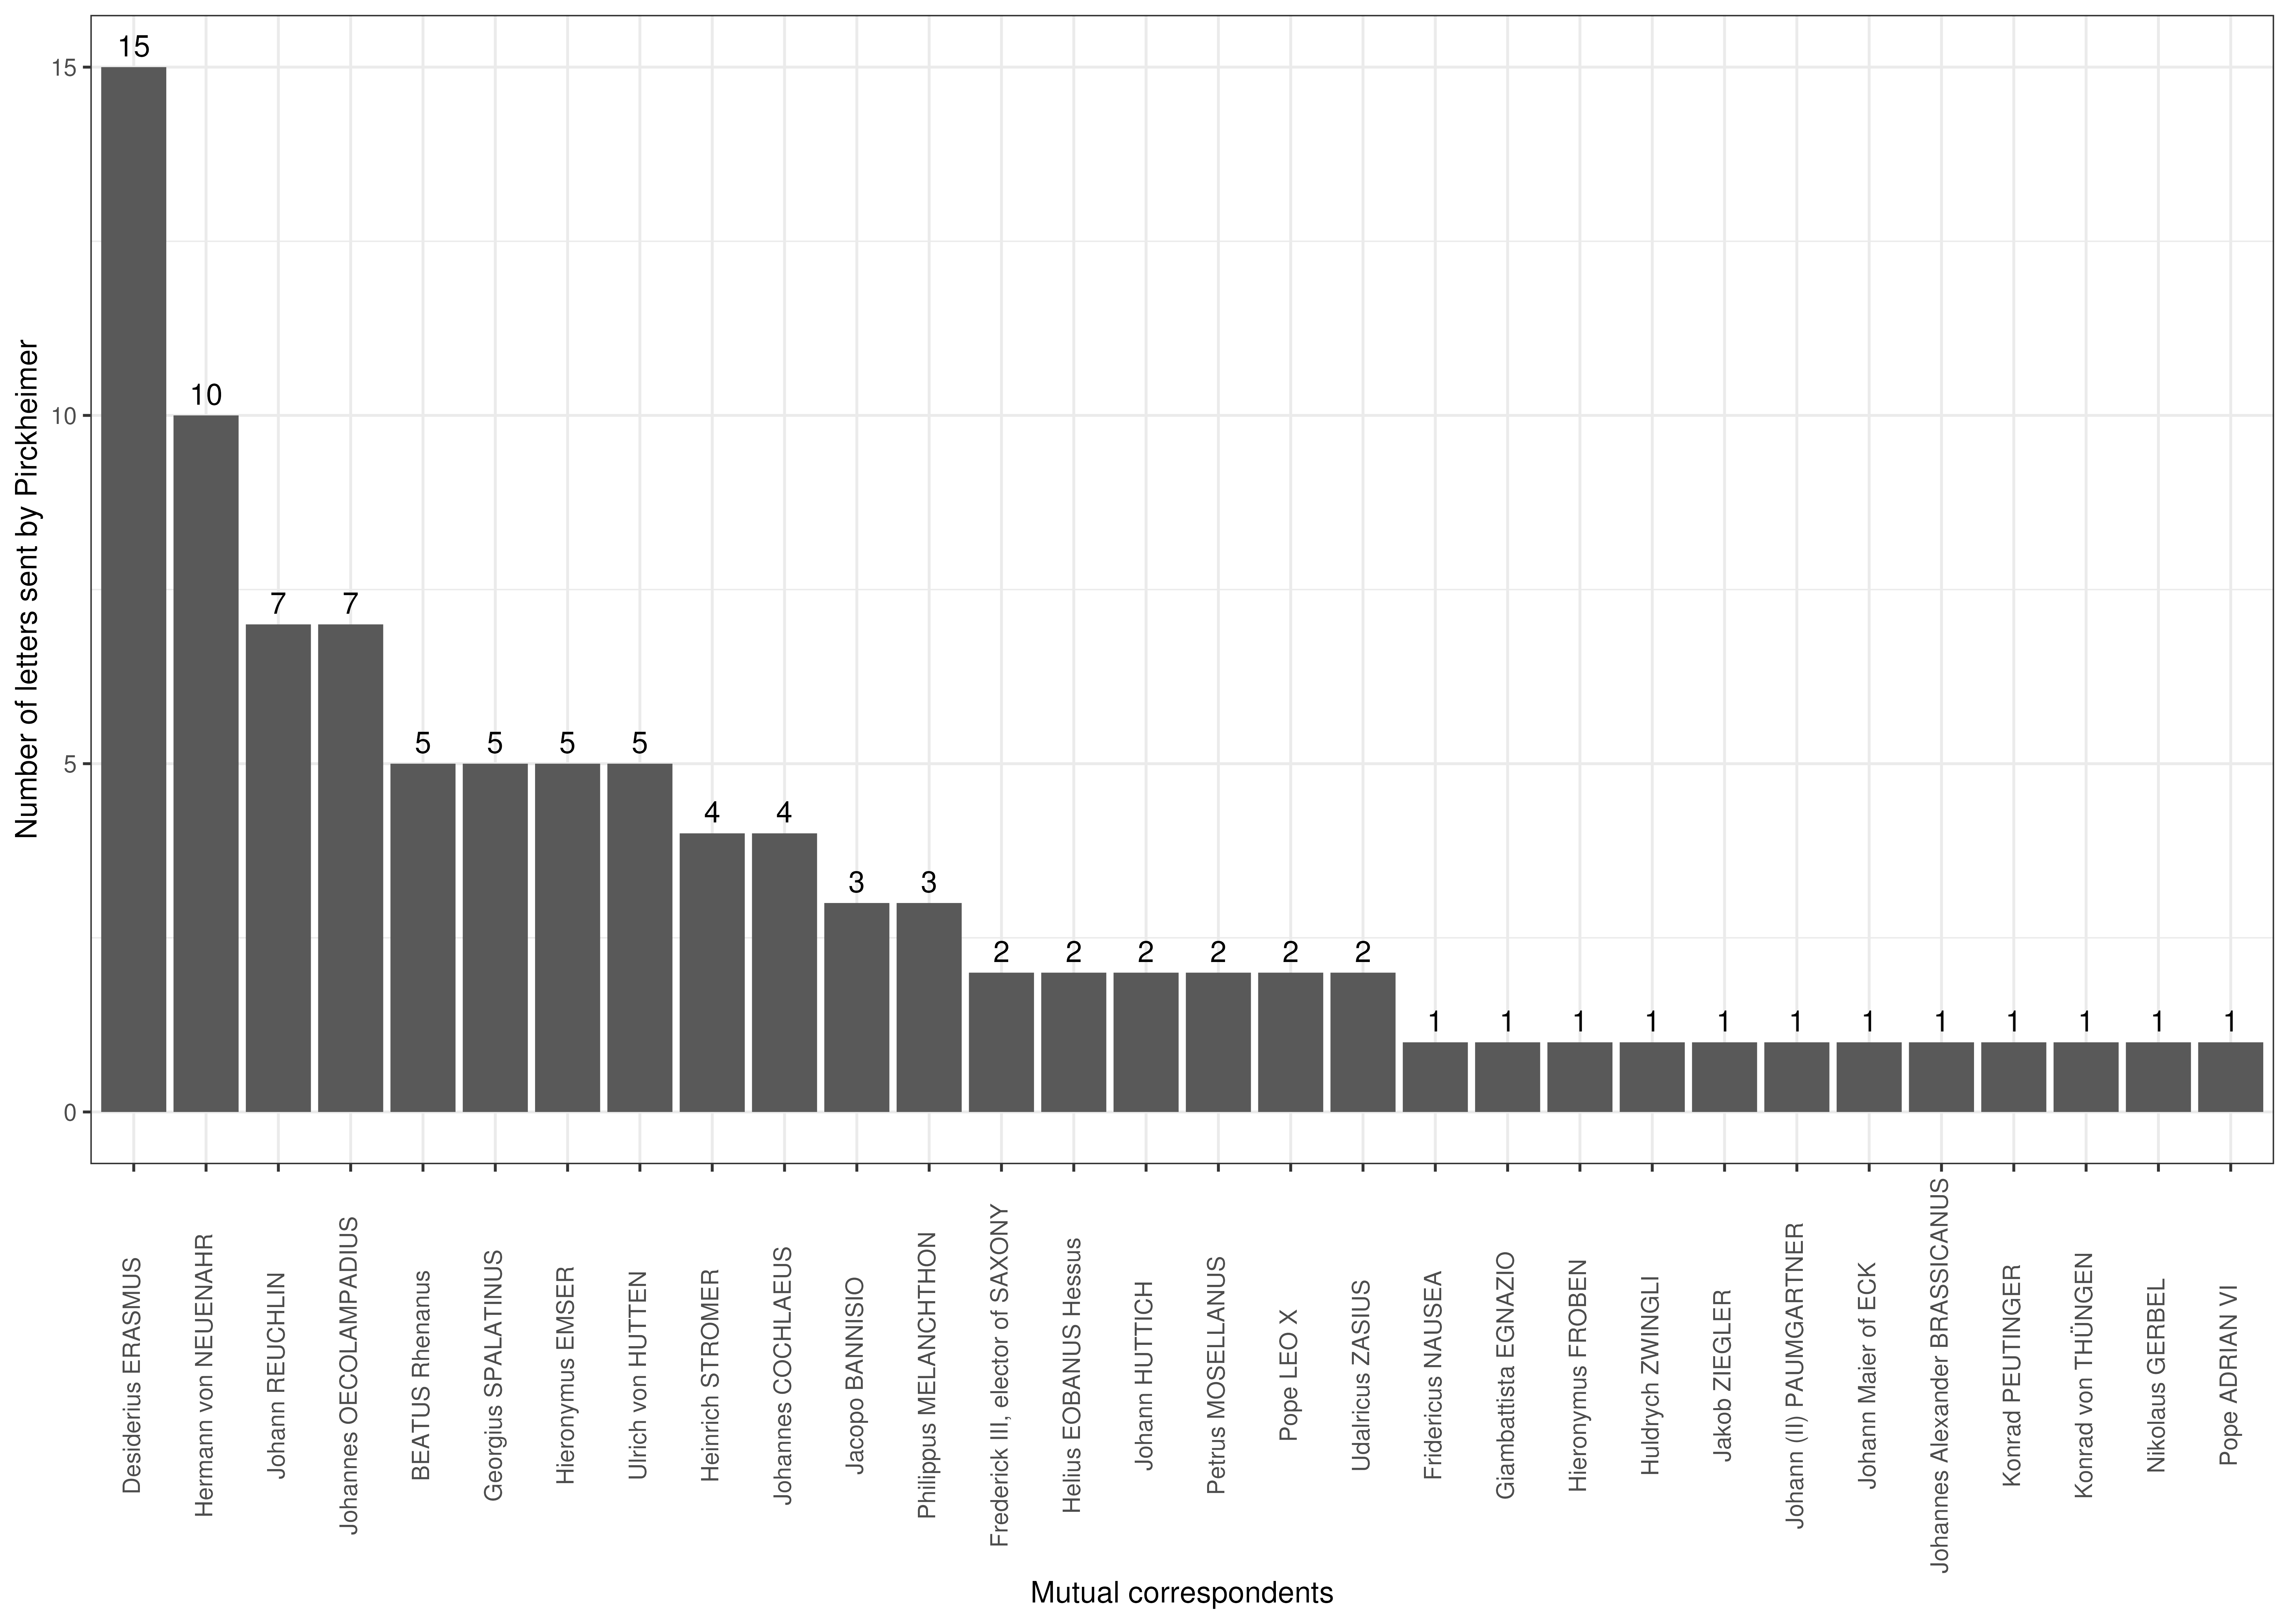 Number of letters sent by Pirckheimer
15
10
5
0
15
10
7
7
5
5
5
5
4
4
3
3
2
2
2
2
2
2
1
1
1
1
1
1
1
1
1
1
1
1
Desiderius ERASMUS
Hermann von NEUENAHR
Johann REUCHLIN
Johannes OECOLAMPADIUS
BEATUS Rhenanus
Georgius SPALATINUS
Hieronymus EMSER
Ulrich von HUTTEN
Heinrich STROMER
Johannes COCHLAEUS
Jacopo BANNISIO
Philippus MELANCHTHON
Frederick III, elector of SAXONY
Helius EOBANUS Hessus
Johann HUTTICH
Petrus MOSELLANUS
Pope LEO X
Udalricus ZASIUS
Fridericus NAUSEA
Giambattista EGNAZIO
Hieronymus FROBEN
Huldrych ZWINGLI
Jakob ZIEGLER
Johann (II) PAUMGARTNER
Johann Maier of ECK
Johannes Alexander BRASSICANUS
Konrad PEUTINGER
Konrad von THÜNGEN
Nikolaus GERBEL
Pope ADRIAN VI
Mutual correspondents